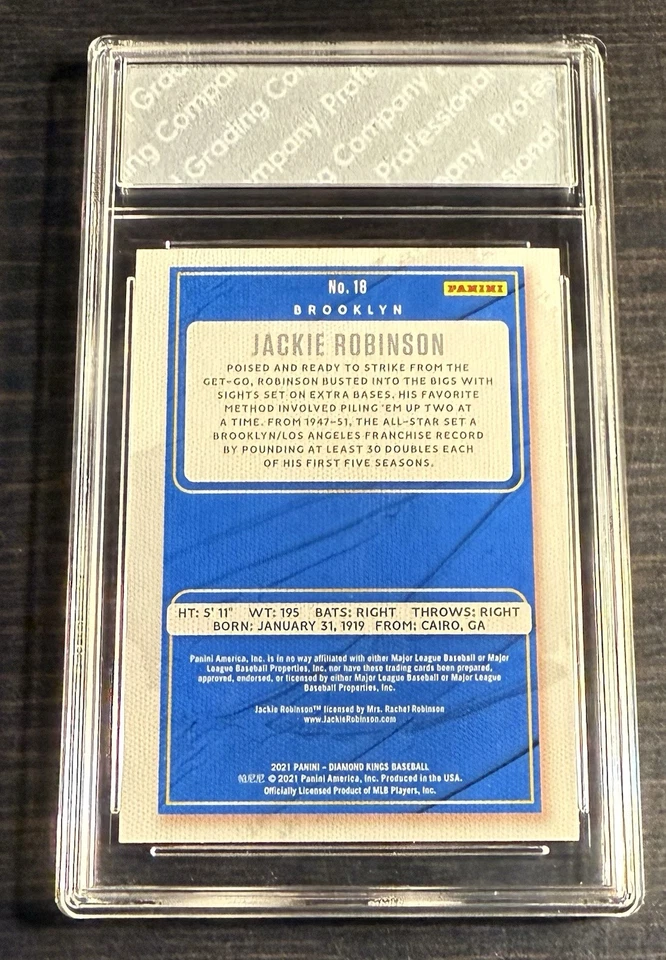 Professional Grading Company
No. 18
PANINI
BROOKLYN
JACKIE ROBINSON
POISED AND READY TO STRIKE FROM THE
GET-GO, ROBINSON BUSTED INTO THE BIGS WITH
SIGHTS SET ON EXTRA BASES. HIS FAVORITE
METHOD INVOLVED PILING 'EM UP TWO AT
A TIME. FROM 1947–51, THE ALL-STAR SET A
BROOKLYN/LOS ANGELES FRANCHISE RECORD
BY POUNDING AT LEAST 30 DOUBLES EACH
OF HIS FIRST FIVE SEASONS.
HT: 5' 11" WT: 195 BATS: RIGHT THROWS: RIGHT
BORN: JANUARY 31, 1919 FROM: CAIRO, GA
Panini America, Inc. is in no way affiliated with either Major League Baseball or Major
League Baseball Properties, Inc. nor have these trading cards been prepared,
approved, endorsed, or licensed by either Major League Baseball or Major League
Baseball Properties, Inc.
Jackie Robinson™ licensed by Mrs. Rachel Robinson
www.JackieRobinson.com
2021 PANINI – DIAMOND KINGS BASEBALL
© 2021 Panini America, Inc. Produced in the USA.
Officially Licensed Product of MLB Players, Inc.